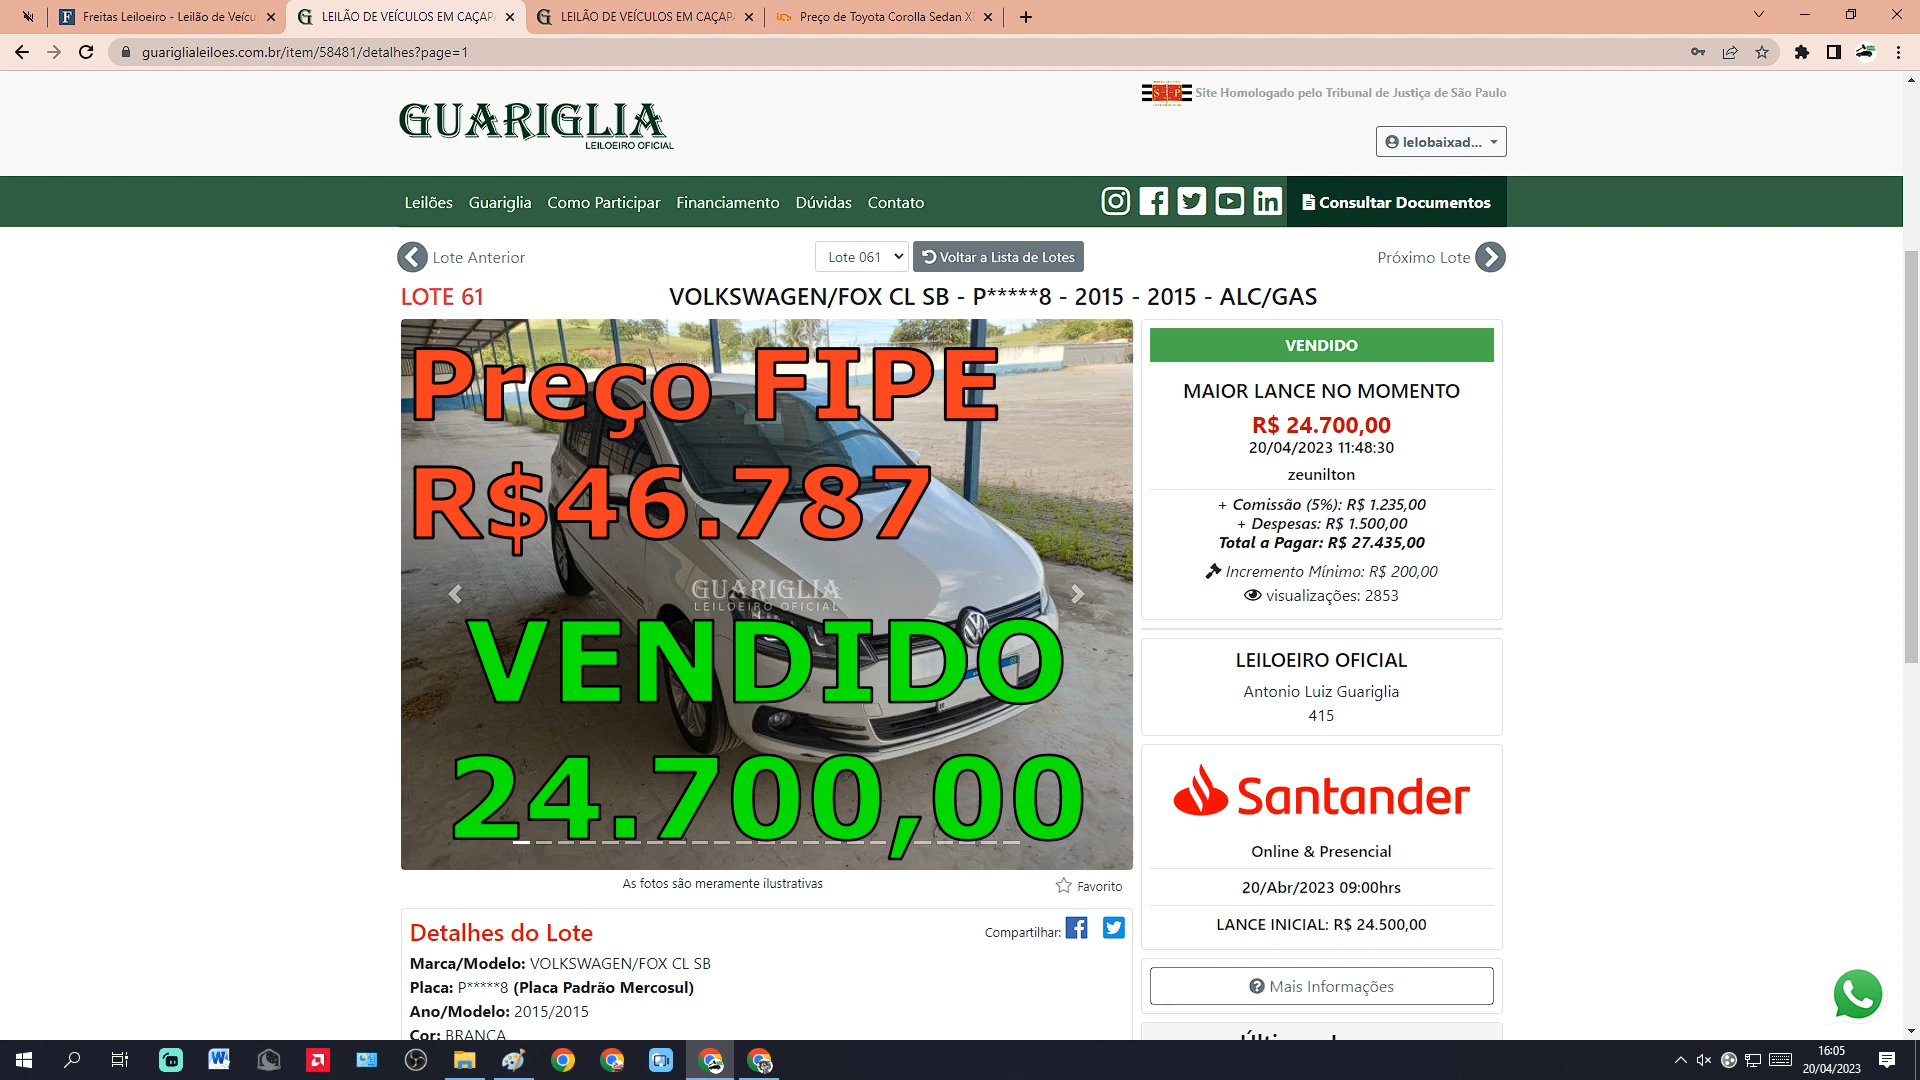 Freitas Leiloeiro - Leilão de Veícu
LEILÃO DE VEÍCULOS EM CAÇAPA
LEILÃO DE VEÍCULOS EM CAÇAPA
Preço de Toyota Corolla Sedan XE
guariglialeiloes.com.br/item/58481/detalhes?page=1
GUARIGLIA
LEILOEIRO OFICIAL
Site Homologado pelo Tribunal de Justiça de São Paulo
lelobaixad...
Leilões Guariglia Como Participar Financiamento Dúvidas Contato
Consultar Documentos
Lote Anterior
Lote 061
Voltar a Lista de Lotes
Próximo Lote
LOTE 61
VOLKSWAGEN/FOX CL SB - P*****8 - 2015 - 2015 - ALC/GAS
Preço FIPE
R$46.787
GUARIGLIA
LEILOEIRO OFICIAL
VENDIDO
24.700,00
As fotos são meramente ilustrativas
Favorito
Detalhes do Lote
Compartilhar:
Marca/Modelo: VOLKSWAGEN/FOX CL SB
Placa: P*****8 (Placa Padrão Mercosul)
Ano/Modelo: 2015/2015
Cor: BRANCA
VENDIDO
MAIOR LANCE NO MOMENTO
R$ 24.700,00
20/04/2023 11:48:30
zeunilton
+ Comissão (5%): R$ 1.235,00
+ Despesas: R$ 1.500,00
Total a Pagar: R$ 27.435,00
Incremento Mínimo: R$ 200,00
visualizações: 2853
LEILOEIRO OFICIAL
Antonio Luiz Guariglia
415
Santander
Online & Presencial
20/Abr/2023 09:00hrs
LANCE INICIAL: R$ 24.500,00
Mais Informações
16:05
20/04/2023